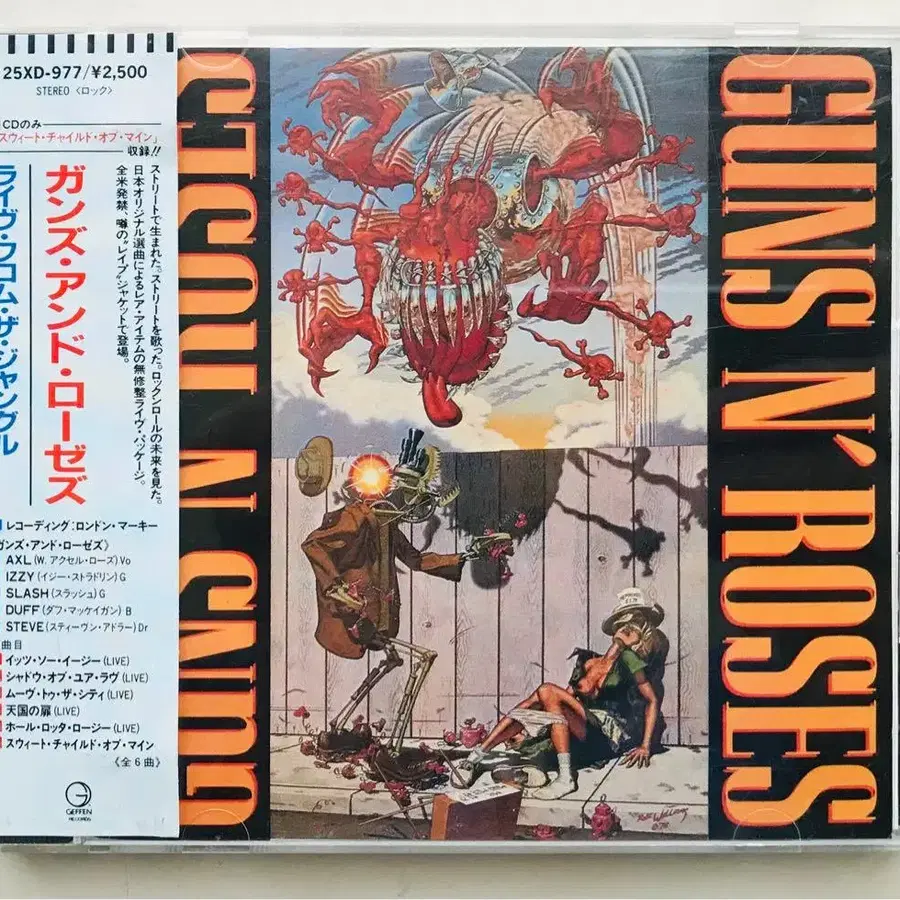 25XD-977/¥2,500
STEREO〈ロック〉
CDのみ
スウィート・チャイルド・オブ・マイン」
収録!!
ストリートで生まれた。ストリートを歌った。ロックンロールの未来を見た。
日本オリジナル選曲によるレア・アイテムの無修整ライヴ・パッケージ。
全米発禁、噂の"レイプ"ジャケットで登場。
ガンズ・アンド・ローゼズ
ライヴ・フロム・ザ・ジャングル
レコーディング:ロンドン・マーキー
ガンズ・アンド・ローゼズ》
AXL(W. アクセル・ローズ)Vo
IZZY(イジー・ストラドリン)G
SLASH(スラッシュ)G
DUFF(ダフ・マッケイガン)B
STEVE(スティーヴン・アドラー)Dr
曲目
イッツ・ソー・イージー(LIVE)
シャドウ・オブ・ユア・ラヴ(LIVE)
ムーヴ・トゥ・ザ・シティ(LIVE)
天国の扉(LIVE)
ホール・ロッタ・ロージー(LIVE)
スウィート・チャイルド・オブ・マイン
《全6曲》
GEFFEN
RECORDS
GUNS N' ROSES
GUNS N' ROSES